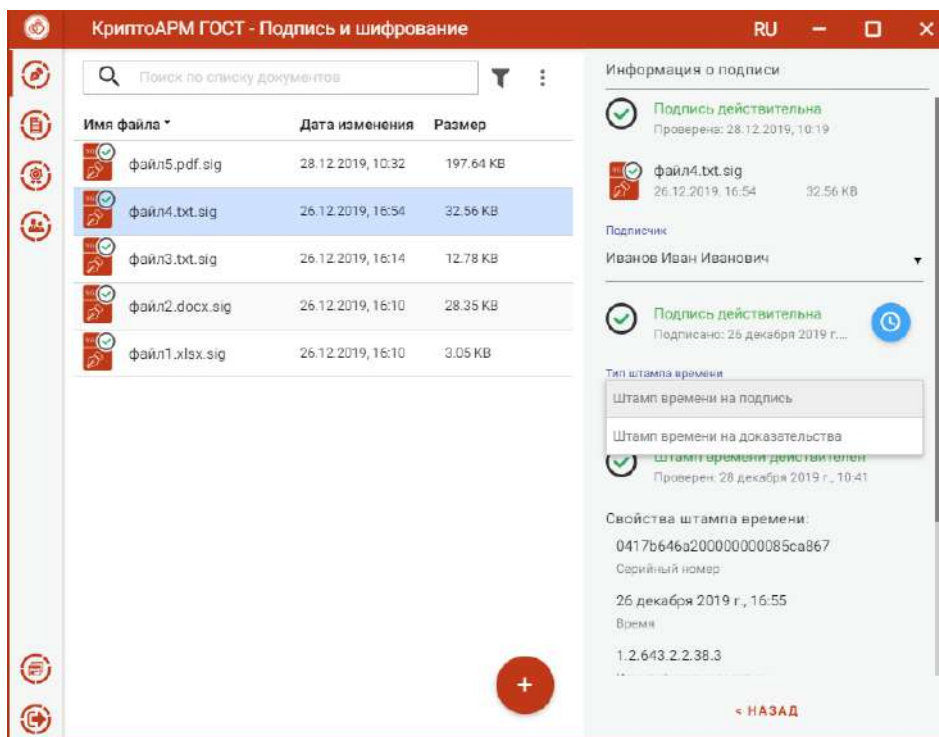 КриптоАРМ ГОСТ - Подпись и шифрование
RU
Поиск по списку документов
Имя файла
Дата изменения
Размер
файл5.pdf.sig 28.12.2019, 10:32 197.64 KB
файл4.txt.sig 26.12.2019, 16:54 32.56 KB
файл3.txt.sig 26.12.2019, 16:14 12.78 KB
файл2.docx.sig 26.12.2019, 16:10 28.35 KB
файл1.xlsx.sig 26.12.2019, 16:10 3.05 KB
+
Информация о подписи
Подпись действительна
Проверена: 28.12.2019, 10:19
файл4.txt.sig
26.12.2019, 16:54 32.56 KB
Подписчик
Иванов Иван Иванович
Подпись действительна
Подписано: 26 декабря 2019 г....
Тип штампа времени
Штамп времени на подпись
Штамп времени на доказательства
Штамп времени действителен
Проверен: 28 декабря 2019 г., 10:41
Свойства штампа времени:
0417b646a200000000085ca867
Серийный номер
26 декабря 2019 г., 16:55
Время
1.2.643.2.2.38.3
< НАЗАД